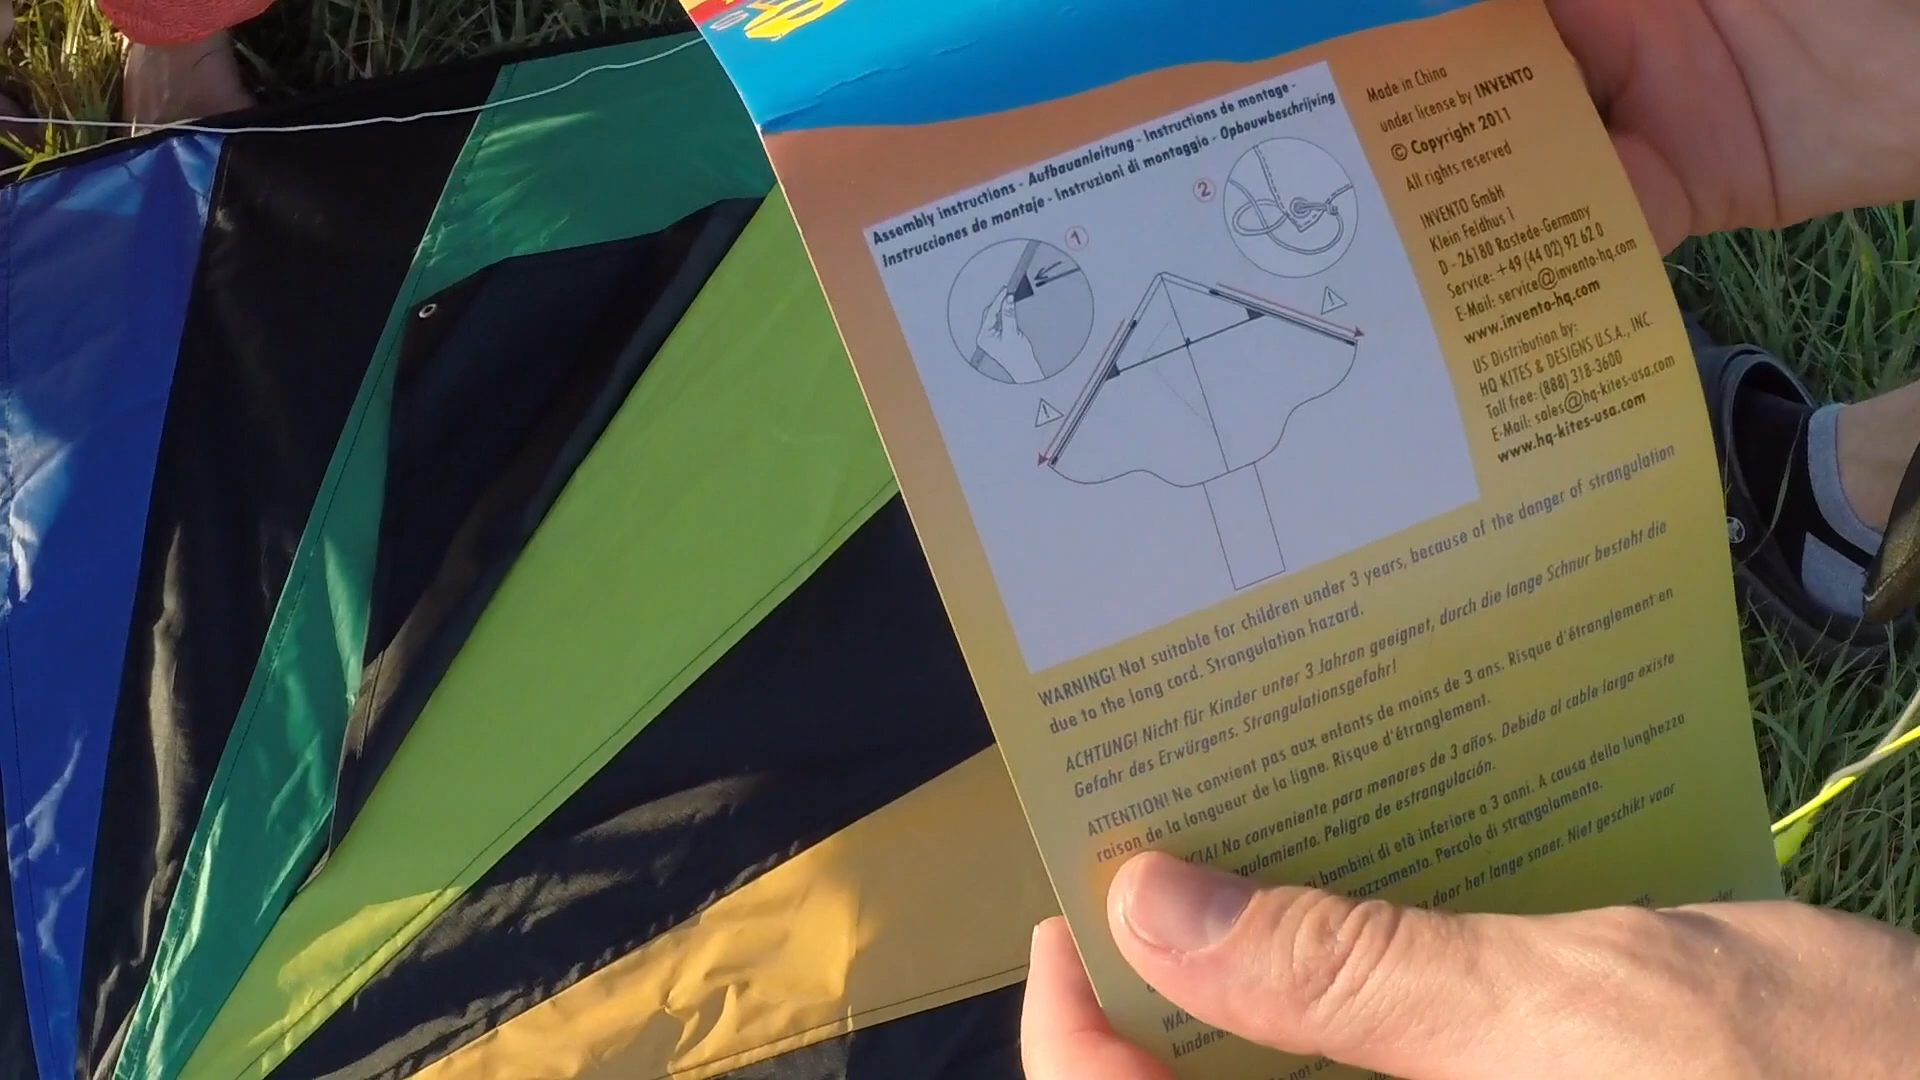 Assembly instructions - Aufbauanleitung - Instructions de montage -
Instrucciones de montaje - Instruzioni di montaggio - Opbouwbeschrijving
1
2
Made in China
under license by INVENTO
© Copyright 2011
All rights reserved
INVENTO GmbH
Klein Feldhus 1
D - 26180 Rastede-Germany
Service: +49 (44 02) 92 62 0
E-Mail: service@invento-hq.com
www.invento-hq.com
US Distribution by:
HQ KITES & DESIGNS U.S.A., INC.
Toll free: (888) 318-3600
E-Mail: sales@hq-kites-usa.com
www.hq-kites-usa.com
WARNING! Not suitable for children under 3 years, because of the danger of strangulation
due to the long cord. Strangulation hazard.
ACHTUNG! Nicht für Kinder unter 3 Jahren geeignet, durch die lange Schnur besteht die
Gefahr des Erwürgens. Strangulationsgefahr!
ATTENTION! Ne convient pas aux enfants de moins de 3 ans. Risque d'étranglement en
raison de la longueur de la ligne. Risque d'étranglement.
No conveniente para menores de 3 años. Debido al cable largo existe
Peligro de estrangulación.
bambini di età inferiore a 3 anni. A causa della lunghezza
Percolo di strangolamento.
door het lange snoer. Niet geschikt voor
not